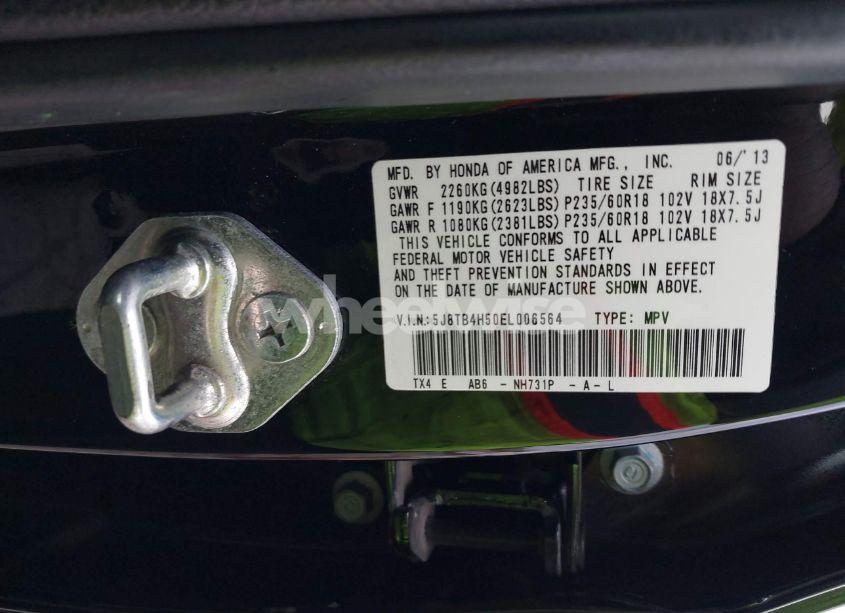 MFD. BY HONDA OF AMERICA MFG., INC. 06/'13
GVWR 2260KG(4982LBS) TIRE SIZE RIM SIZE
GAWR F 1190KG(2623LBS) P235/60R18 102V 18X7.5J
GAWR R 1080KG(2381LBS) P235/60R18 102V 18X7.5J
THIS VEHICLE CONFORMS TO ALL APPLICABLE
FEDERAL MOTOR VEHICLE SAFETY
AND THEFT PREVENTION STANDARDS IN EFFECT
ON THE DATE OF MANUFACTURE SHOWN ABOVE.
V.I.N:5J8TB4H50EL006564 TYPE: MPV
TX4 E AB6 -NH731P -A-L
wheelwise